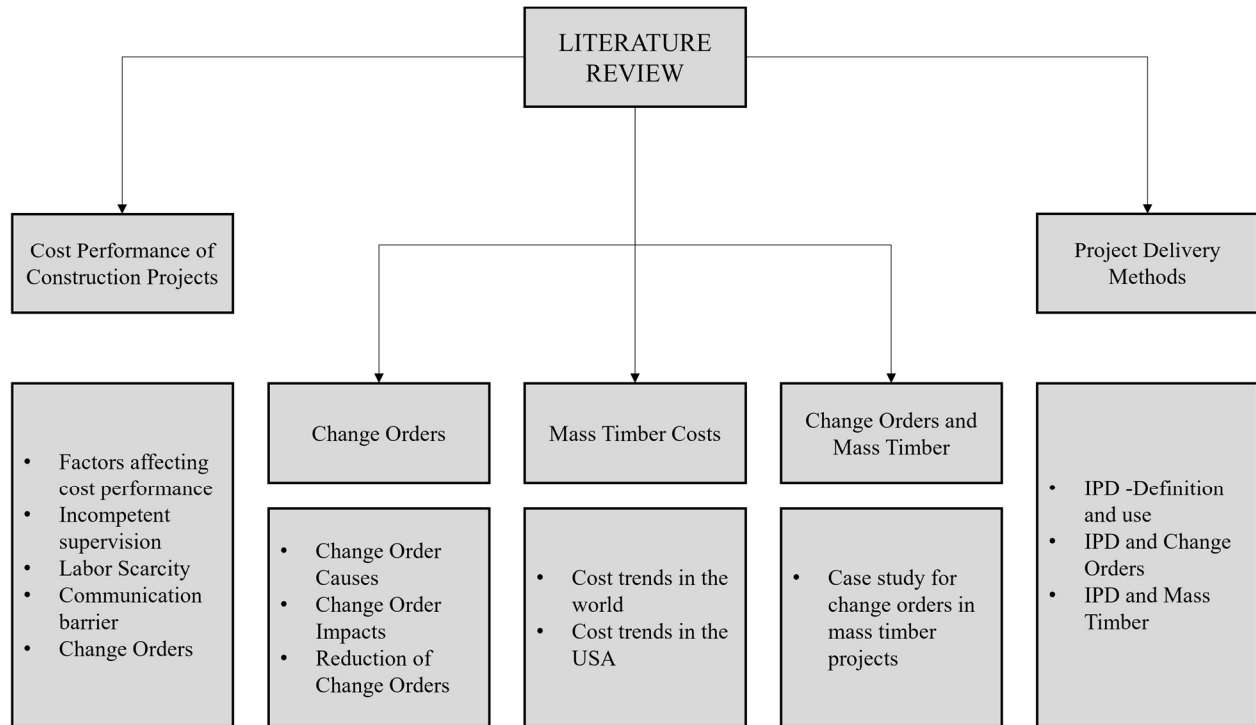 LITERATURE
REVIEW
Cost Performance of
Construction Projects
Project Delivery
Methods
Change Orders
Mass Timber Costs
Change Orders and
Mass Timber
• Factors affecting
cost performance
• Incompetent
supervision
• Labor Scarcity
• Communication
barrier
• Change Orders
• Change Order
Causes
• Change Order
Impacts
• Reduction of
Change Orders
• Cost trends in the
world
• Cost trends in the
USA
• Case study for
change orders in
mass timber
projects
• IPD -Definition
and use
• IPD and Change
Orders
• IPD and Mass
Timber